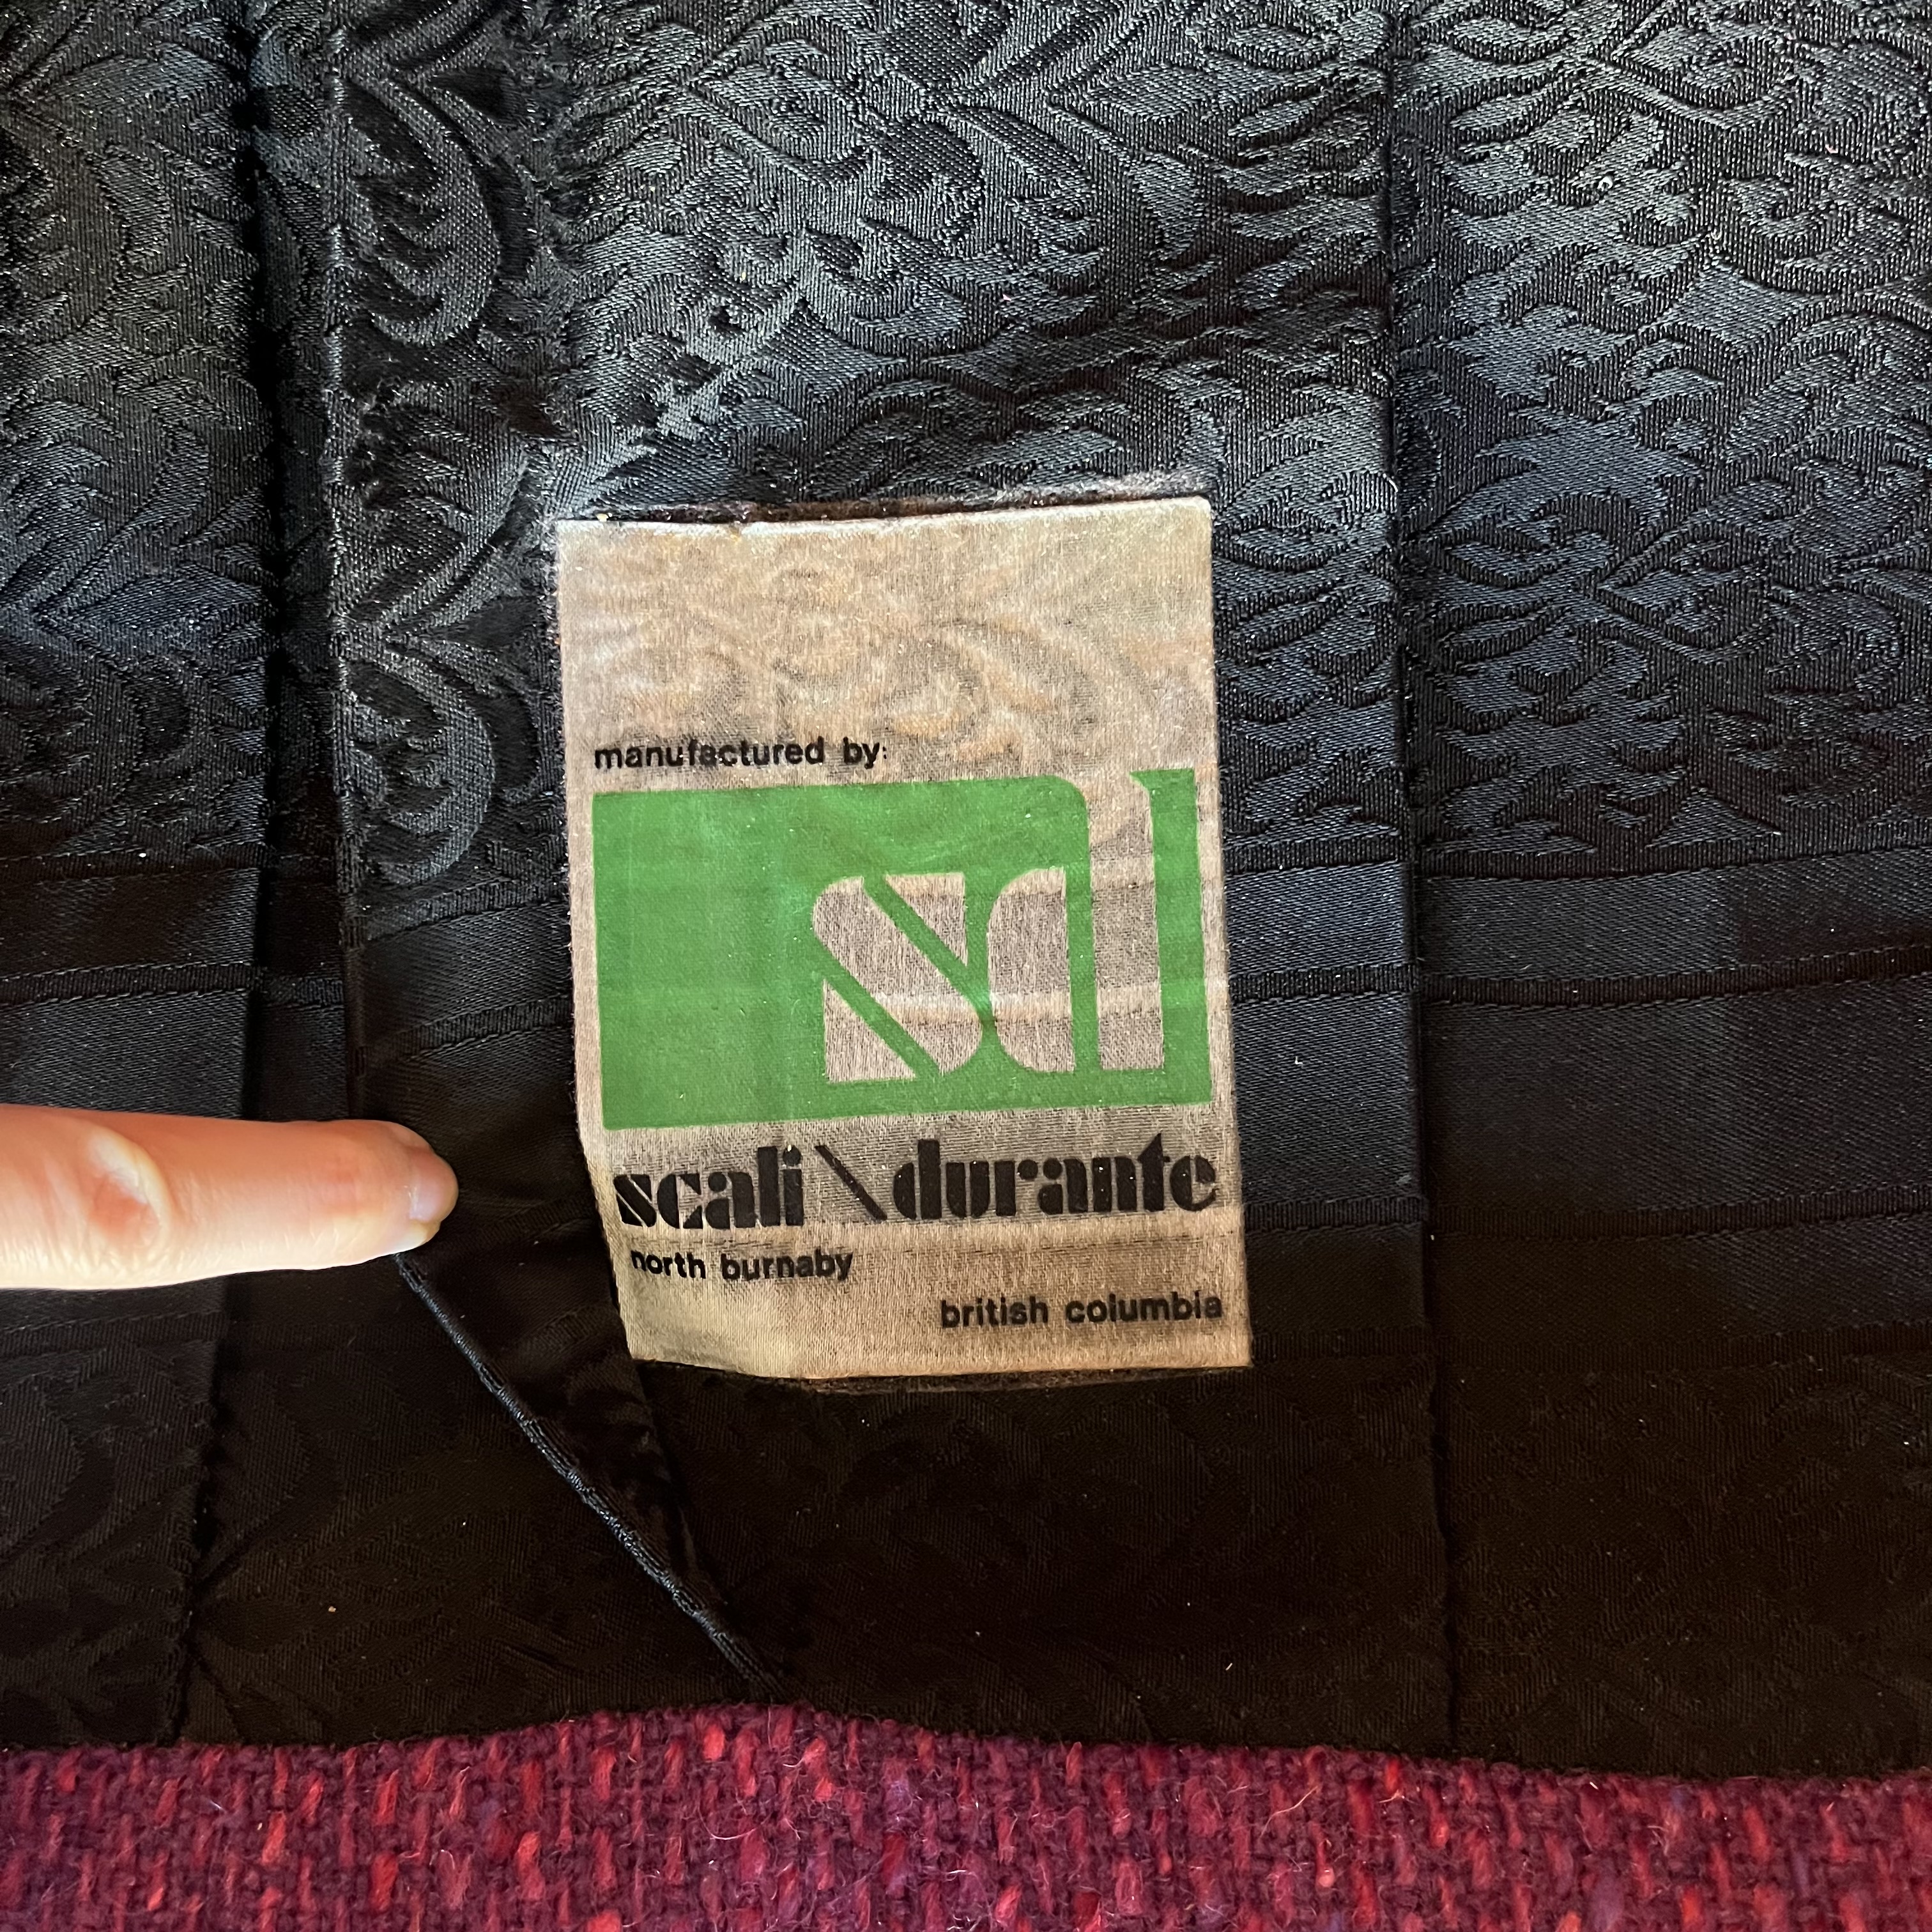 manufactured by:
sd
scali \ durante
north burnaby
british columbia